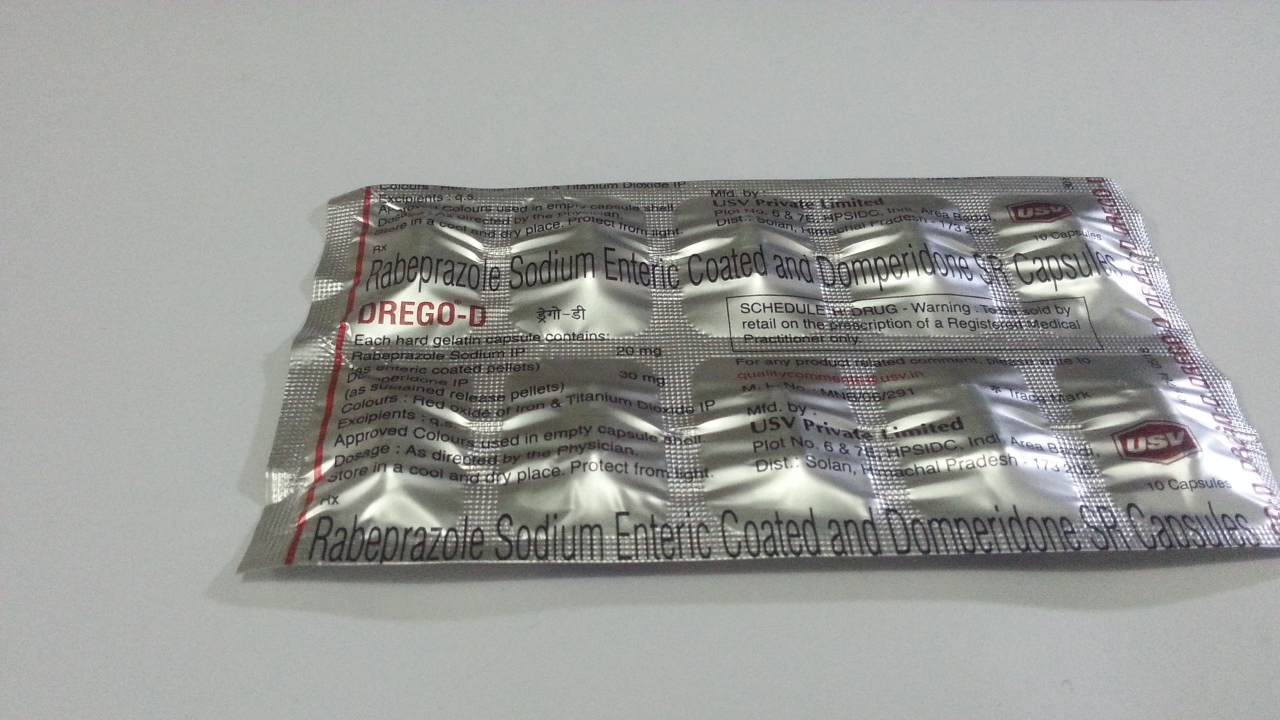 Colours : Red oxide of Iron & Titanium Dioxide IP
Excipients : q.s.
Approved Colours used in empty capsule shell.
Dosage : As directed by the Physician.
Store in a cool and dry place. Protect from light.
Mfd. by
USV Private Limited
Plot No. 6 & 7B, HPSIDC, Indl. Area Baddi,
Dist.: Solan, Himachal Pradesh - 173
USV
10 Capsules
Rx
Rabeprazole Sodium Enteric Coated and Domperidone SR Capsules
DREGO-D
ड्रेगो-डी
Each hard gelatin capsule contains:
Rabeprazole Sodium IP 20 mg
(as enteric coated pellets)
Domperidone IP 30 mg
(as sustained release pellets)
Colours : Red oxide of Iron & Titanium Dioxide IP
Excipients : q.s.
Approved Colours used in empty capsule shell.
Dosage : As directed by the Physician.
Store in a cool and dry place. Protect from light.
SCHEDULE DRUG - Warning : To be sold by
retail on the prescription of a Registered Medical
Practitioner only.
For any product related comment, please write to
qualitycomments@usv.in
M. L. No.: MNB/06/291
* Trade Mark
Mfd. by :
USV Private Limited
Plot No. 6 & 7B, HPSIDC, Indl. Area Baddi,
Dist.: Solan, Himachal Pradesh - 173
USV
10 Capsules
Rx
Rabeprazole Sodium Enteric Coated and Domperidone SR Capsules